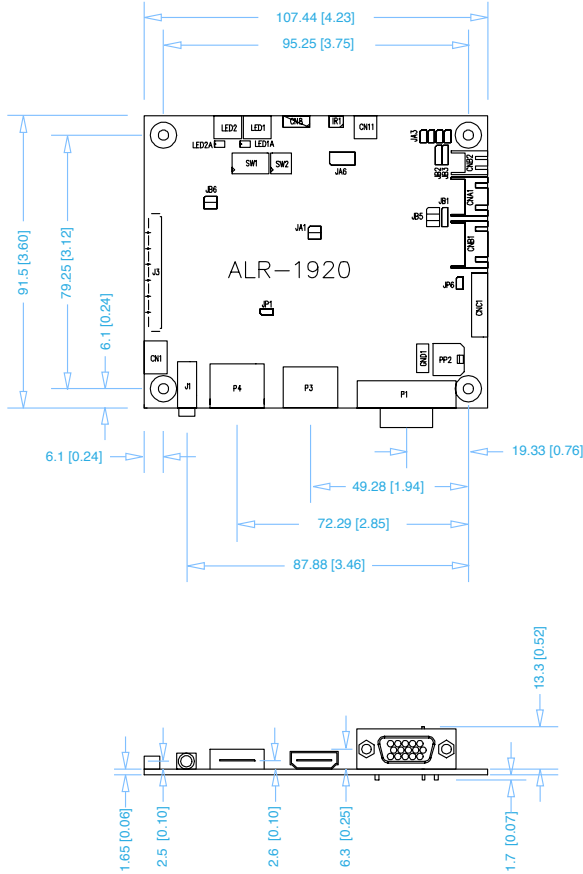 107.44 [4.23]
95.25 [3.75]
LED2
LED1
CN8
IR1
CN11
JA3
LED2A
LED1A
SW1
SW2
JA6
JB2
JB3
CNB2
CNA1
JB6
JB1
JB5
JA1
CNB1
91.5 [3.60]
79.25 [3.12]
J3
ALR-1920
JP6
CNC1
JP1
6.1 [0.24]
CN1
GND1
PP2
J1
P4
P3
P1
6.1 [0.24]
19.33 [0.76]
49.28 [1.94]
72.29 [2.85]
87.88 [3.46]
13.3 [0.52]
1.65 [0.06]
2.5 [0.10]
2.6 [0.10]
6.3 [0.25]
1.7 [0.07]